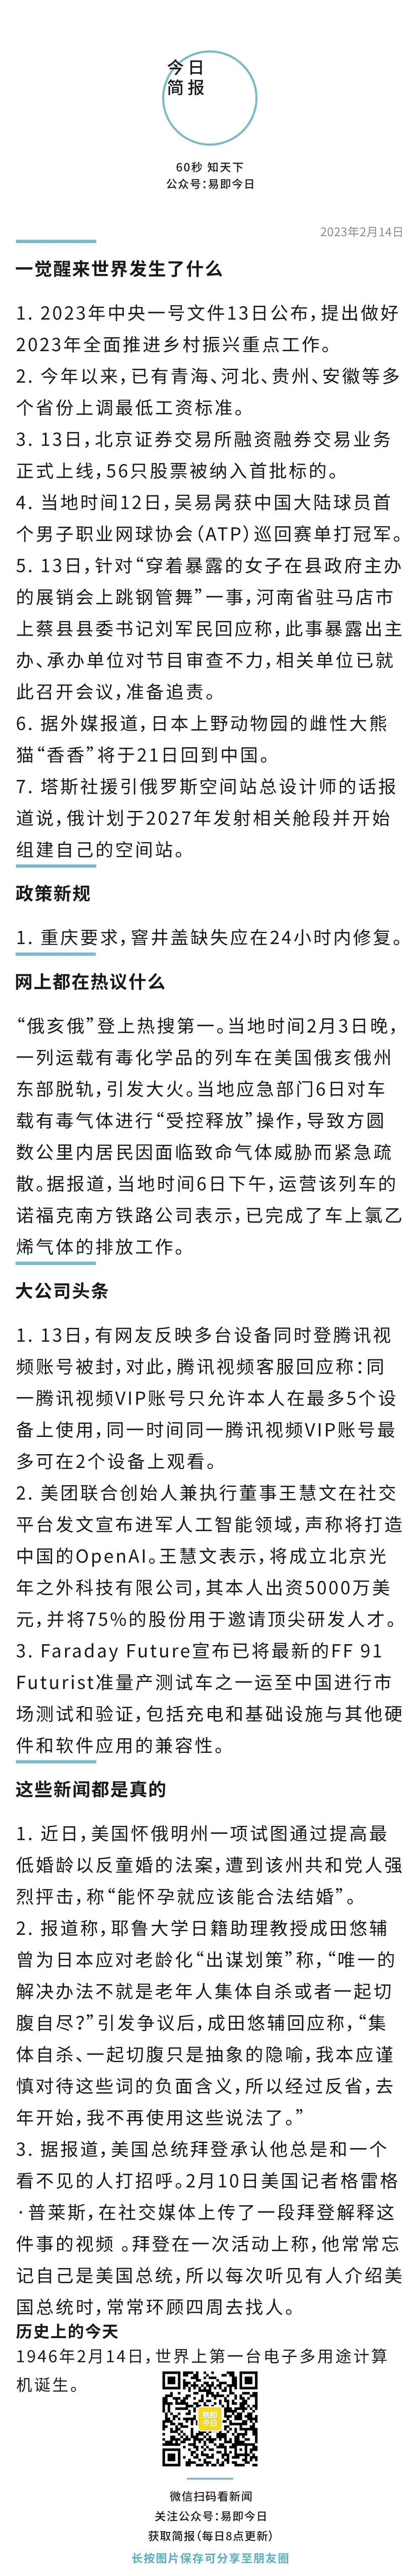 今日
简报
60秒 知天下
公众号：易即今日
2023年2月14日
一觉醒来世界发生了什么
1. 2023年中央一号文件13日公布，提出做好
2023年全面推进乡村振兴重点工作。
2. 今年以来，已有青海、河北、贵州、安徽等多
个省份上调最低工资标准。
3. 13日，北京证券交易所融资融券交易业务
正式上线，56只股票被纳入首批标的。
4. 当地时间12日，吴易昺获中国大陆球员首
个男子职业网球协会（ATP）巡回赛单打冠军。
5. 13日，针对“穿着暴露的女子在县政府主办
的展销会上跳钢管舞”一事，河南省驻马店市
上蔡县县委书记刘军民回应称，此事暴露出主
办、承办单位对节目审查不力，相关单位已就
此召开会议，准备追责。
6. 据外媒报道，日本上野动物园的雌性大熊
猫“香香”将于21日回到中国。
7. 塔斯社援引俄罗斯空间站总设计师的话报
道说，俄计划于2027年发射相关舱段并开始
组建自己的空间站。
政策新规
1. 重庆要求，窨井盖缺失应在24小时内修复。
网上都在热议什么
“俄亥俄”登上热搜第一。当地时间2月3日晚，
一列运载有毒化学品的列车在美国俄亥俄州
东部脱轨，引发大火。当地应急部门6日对车
载有毒气体进行“受控释放”操作，导致方圆
数公里内居民因面临致命气体威胁而紧急疏
散。据报道，当地时间6日下午，运营该列车的
诺福克南方铁路公司表示，已完成了车上氯乙
烯气体的排放工作。
大公司头条
1. 13日，有网友反映多台设备同时登腾讯视
频账号被封，对此，腾讯视频客服回应称：同
一腾讯视频VIP账号只允许本人在最多5个设
备上使用，同一时间同一腾讯视频VIP账号最
多可在2个设备上观看。
2. 美团联合创始人兼执行董事王慧文在社交
平台发文宣布进军人工智能领域，声称将打造
中国的OpenAI。王慧文表示，将成立北京光
年之外科技有限公司，其本人出资5000万美
元，并将75%的股份用于邀请顶尖研发人才。
3. Faraday Future宣布已将最新的FF 91
Futurist准量产测试车之一运至中国进行市
场测试和验证，包括充电和基础设施与其他硬
件和软件应用的兼容性。
这些新闻都是真的
1. 近日，美国怀俄明州一项试图通过提高最
低婚龄以反童婚的法案，遭到该州共和党人强
烈抨击，称“能怀孕就应该能合法结婚”。
2. 报道称，耶鲁大学日籍助理教授成田悠辅
曾为日本应对老龄化“出谋划策”称，“唯一的
解决办法不就是老年人集体自杀或者一起切
腹自尽？”引发争议后，成田悠辅回应称，“集
体自杀、一起切腹只是抽象的隐喻，我本应谨
慎对待这些词的负面含义，所以经过反省，去
年开始，我不再使用这些说法了。”
3. 据报道，美国总统拜登承认他总是和一个
看不见的人打招呼。2月10日美国记者格雷格
·普莱斯，在社交媒体上传了一段拜登解释这
件事的视频 。拜登在一次活动上称，他常常忘
记自己是美国总统，所以每次听见有人介绍美
国总统时，常常环顾四周去找人。
历史上的今天
1946年2月14日，世界上第一台电子多用途计算
机诞生。
易即
今日
微信扫码看新闻
关注公众号：易即今日
获取简报（每日8点更新）
长按图片保存可分享至朋友圈